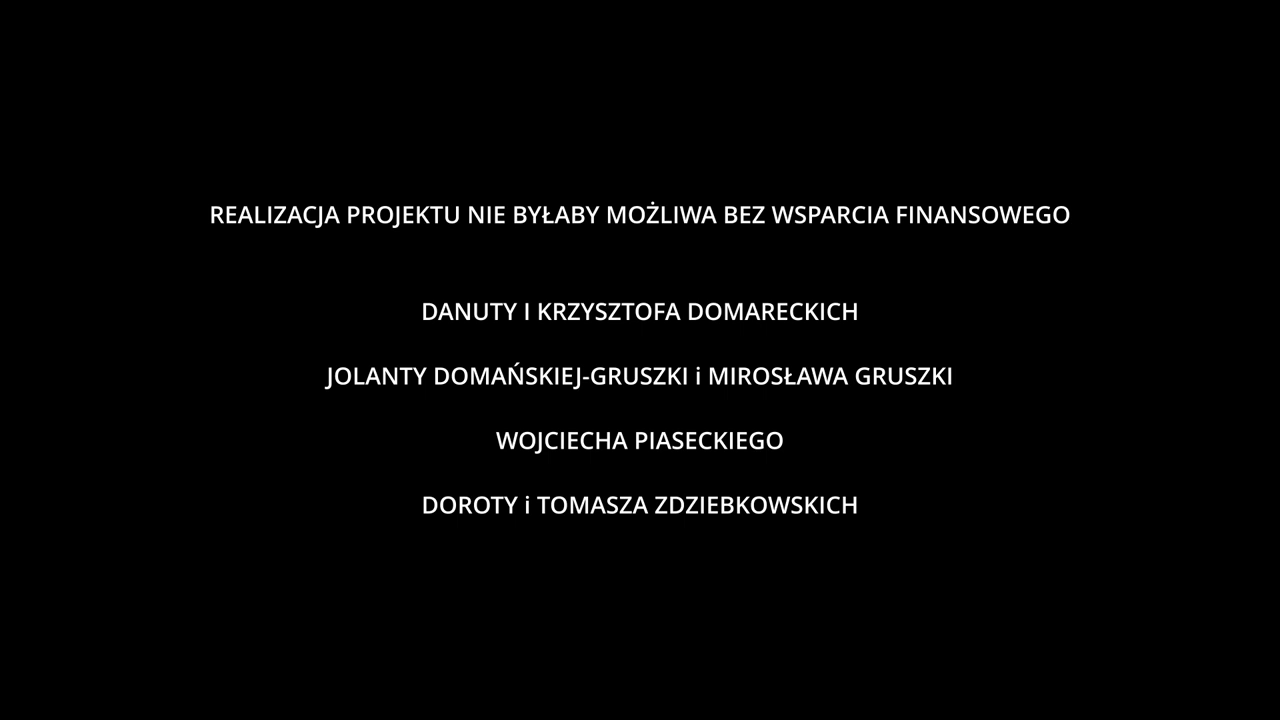 REALIZACJA PROJEKTU NIE BYŁABY MOŻLIWA BEZ WSPARCIA FINANSOWEGO
DANUTY I KRZYSZTOFA DOMARECKICH
JOLANTY DOMAŃSKIEJ-GRUSZKI i MIROSŁAWA GRUSZKI
WOJCIECHA PIASECKIEGO
DOROTY i TOMASZA ZDZIEBKOWSKICH